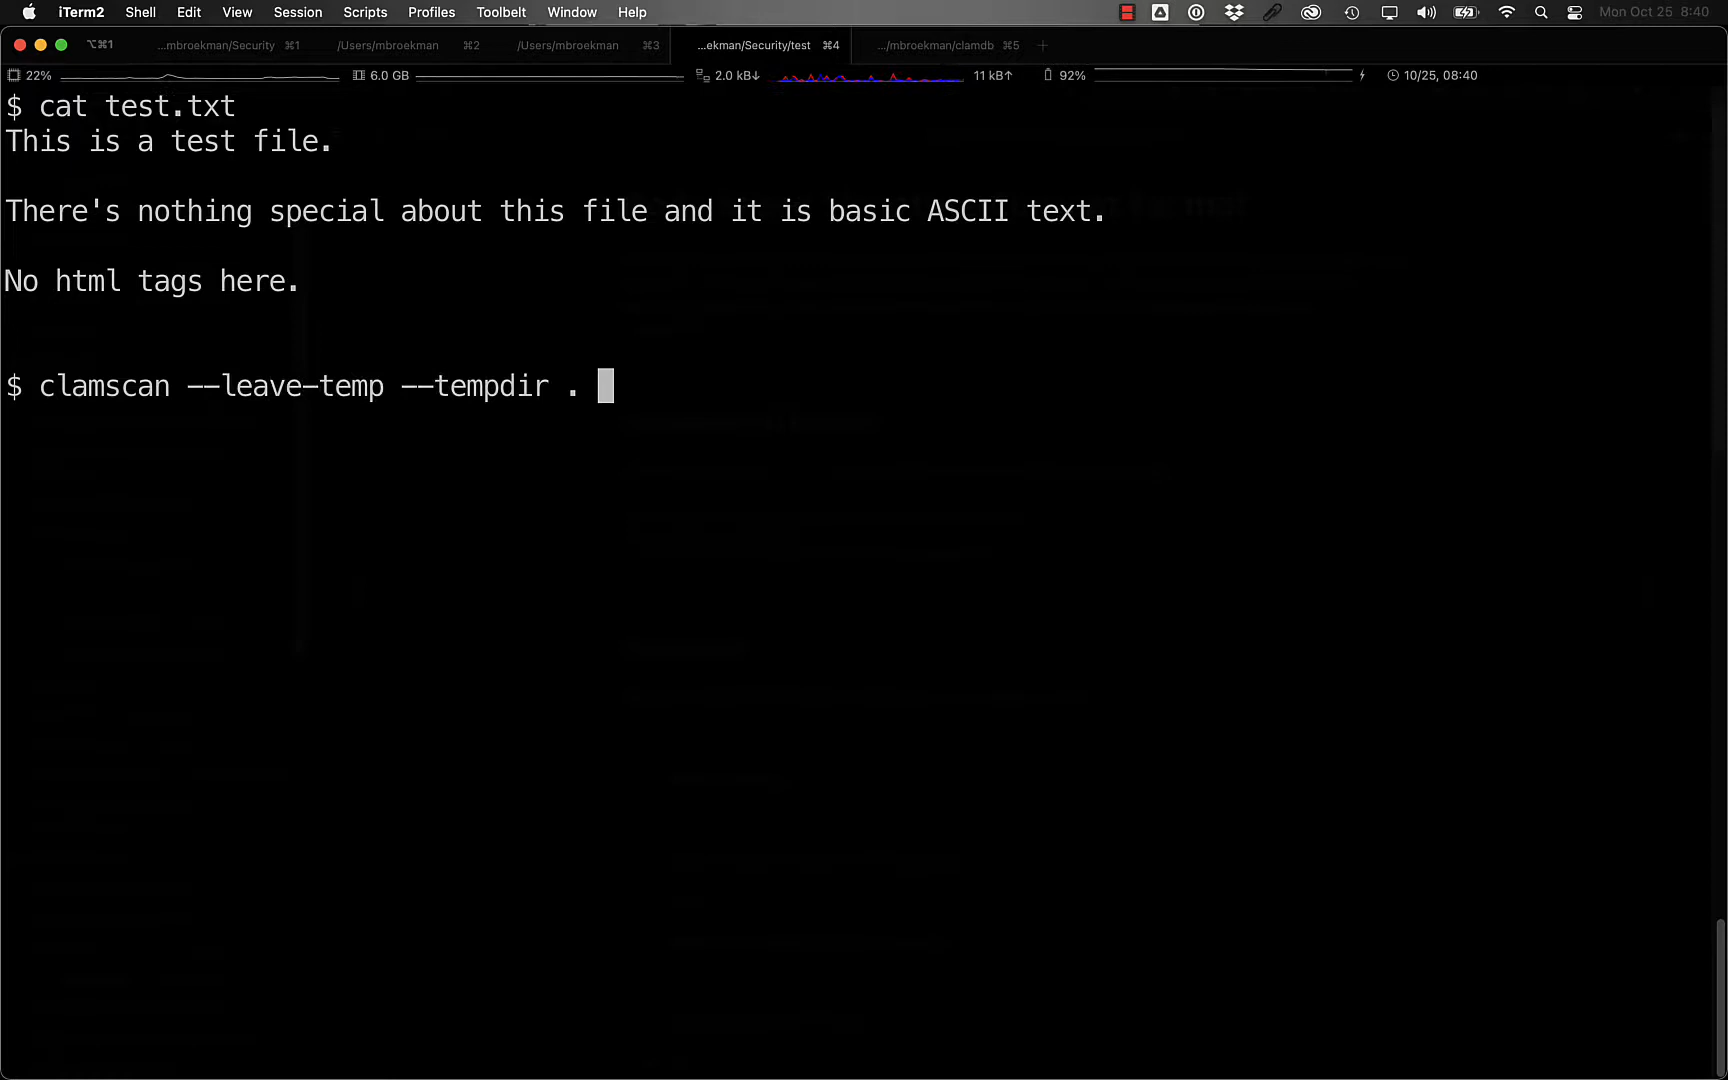 iTerm2 Shell Edit View Session Scripts Profiles Toolbelt Window Help Mon Oct 25 8:40
⌥⌘1 ...mbroekman/Security ⌘1 /Users/mbroekman ⌘2 /Users/mbroekman ⌘3 ...ekman/Security/test ⌘4 .../mbroekman/clamdb ⌘5 +
22% 6.0 GB 2.0 kB↓ 11 kB↑ 92% 10/25, 08:40
$ cat test.txt
This is a test file.
There's nothing special about this file and it is basic ASCII text.
No html tags here.
$ clamscan --leave-temp --tempdir .